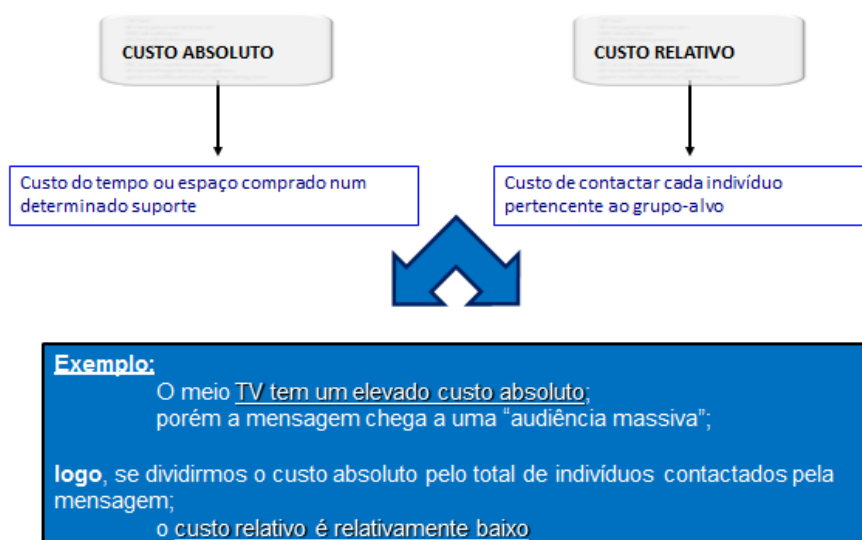 CUSTO ABSOLUTO
CUSTO RELATIVO
Custo do tempo ou espaço comprado num
determinado suporte
Custo de contactar cada indivíduo
pertencente ao grupo-alvo
Exemplo:
O meio TV tem um elevado custo absoluto;
porém a mensagem chega a uma “audiência massiva”;
logo, se dividirmos o custo absoluto pelo total de indivíduos contactados pela
mensagem;
o custo relativo é relativamente baixo